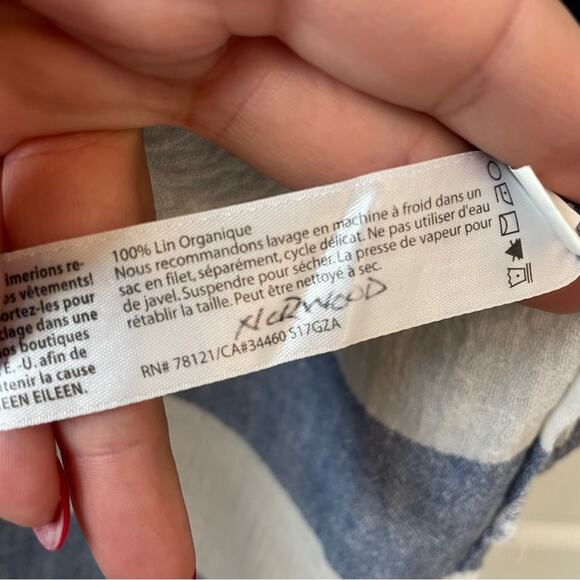 imerions re-
os vêtements!
ortez-les pour
clage dans une
nos boutiques
E.-U. afin de
tenir la cause
EEN EILEEN.
100% Lin Organique
Nous recommandons lavage en machine à froid dans un
sac en filet, séparément, cycle délicat. Ne pas utiliser d'eau
de javel. Suspendre pour sécher. La presse de vapeur pour
rétablir la taille. Peut être nettoyé à sec.
RN# 78121/CA#34460 S17GZA